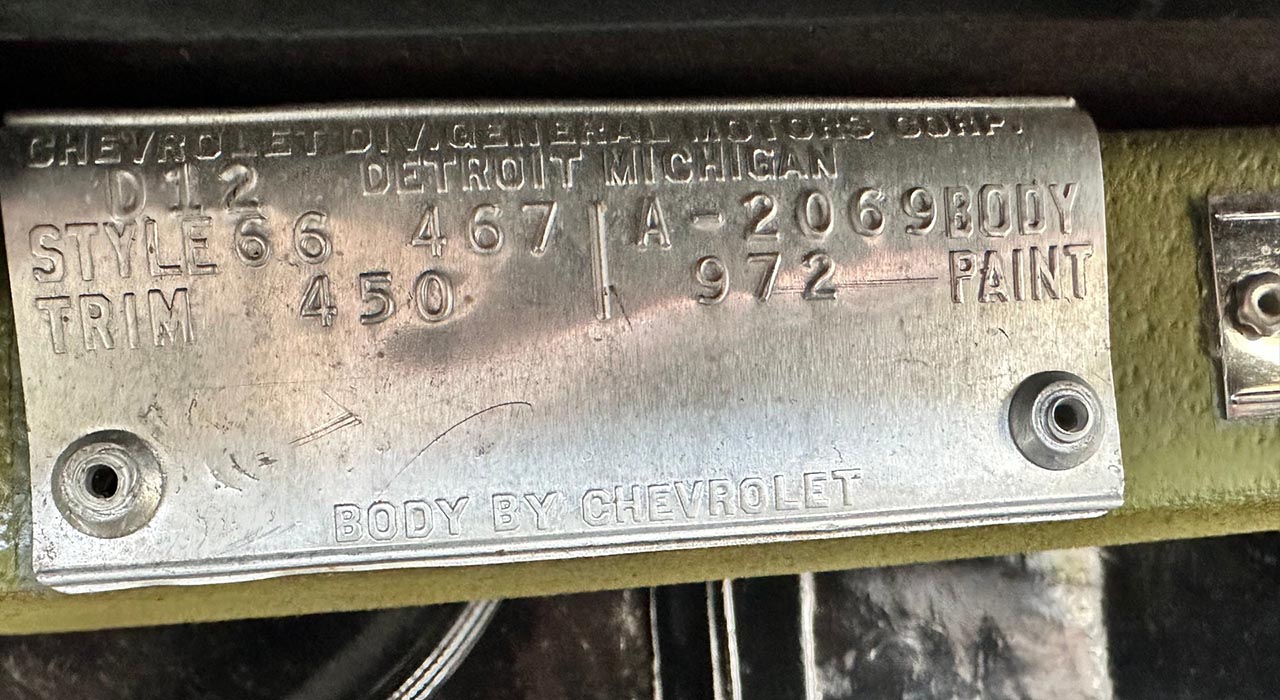 CHEVROLET DIV. GENERAL MOTORS CORP.
DETROIT MICHIGAN
D12
STYLE 66 467 A-2069 BODY
TRIM 450 972 PAINT
BODY BY CHEVROLET